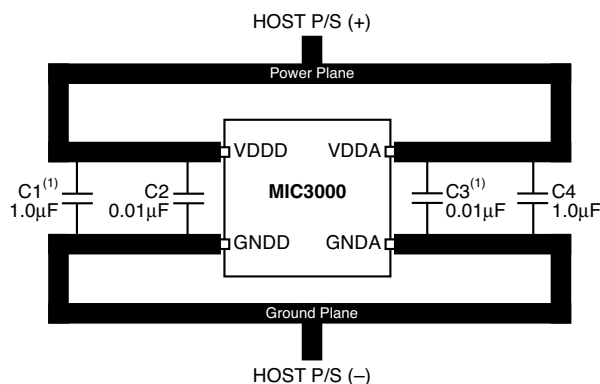 HOST P/S (+)
Power Plane
VDDD VDDA
C1(1) 1.0µF
C2 0.01µF
MIC3000
C3(1) 0.01µF
C4 1.0µF
GNDD GNDA
Ground Plane
HOST P/S (–)